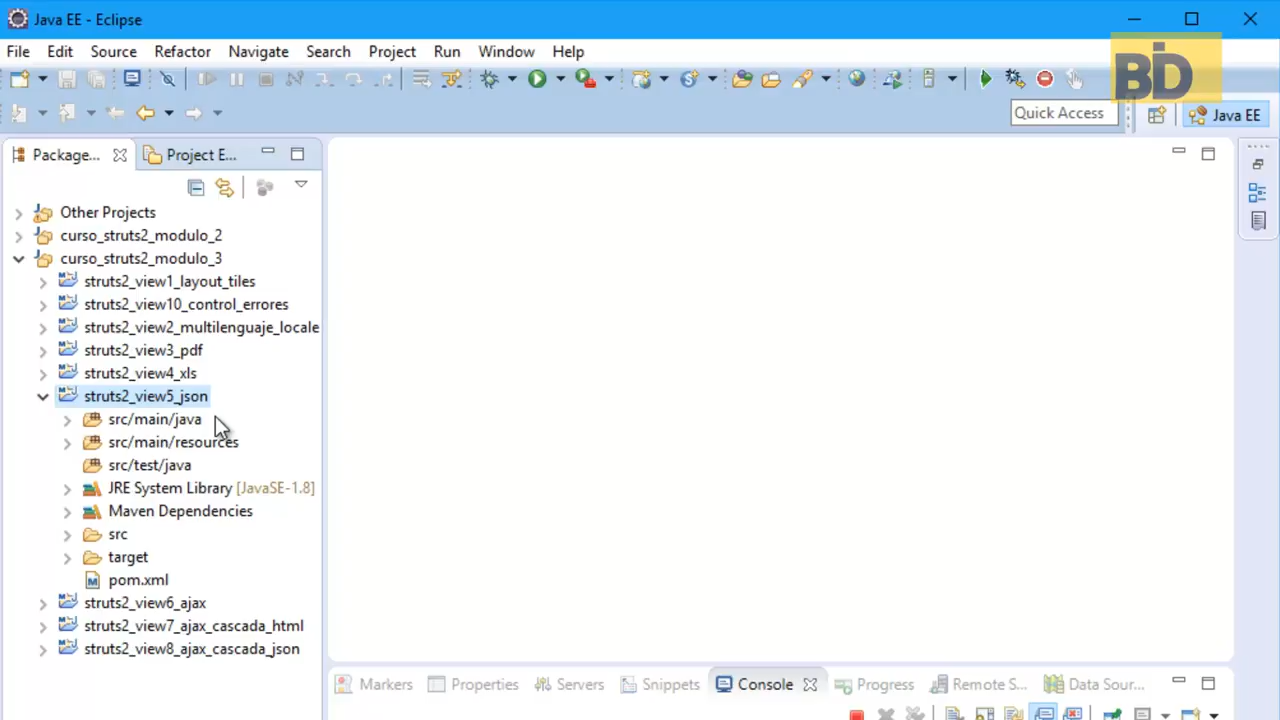 Java EE - Eclipse
File Edit Source Refactor Navigate Search Project Run Window Help
BD
Quick Access
Java EE
Package...
Project E...
Other Projects
curso_struts2_modulo_2
curso_struts2_modulo_3
struts2_view1_layout_tiles
struts2_view10_control_errores
struts2_view2_multilenguaje_locale
struts2_view3_pdf
struts2_view4_xls
struts2_view5_json
src/main/java
src/main/resources
src/test/java
JRE System Library [JavaSE-1.8]
Maven Dependencies
src
target
pom.xml
struts2_view6_ajax
struts2_view7_ajax_cascada_html
struts2_view8_ajax_cascada_json
Markers Properties Servers Snippets Console Progress Remote S... Data Sour...